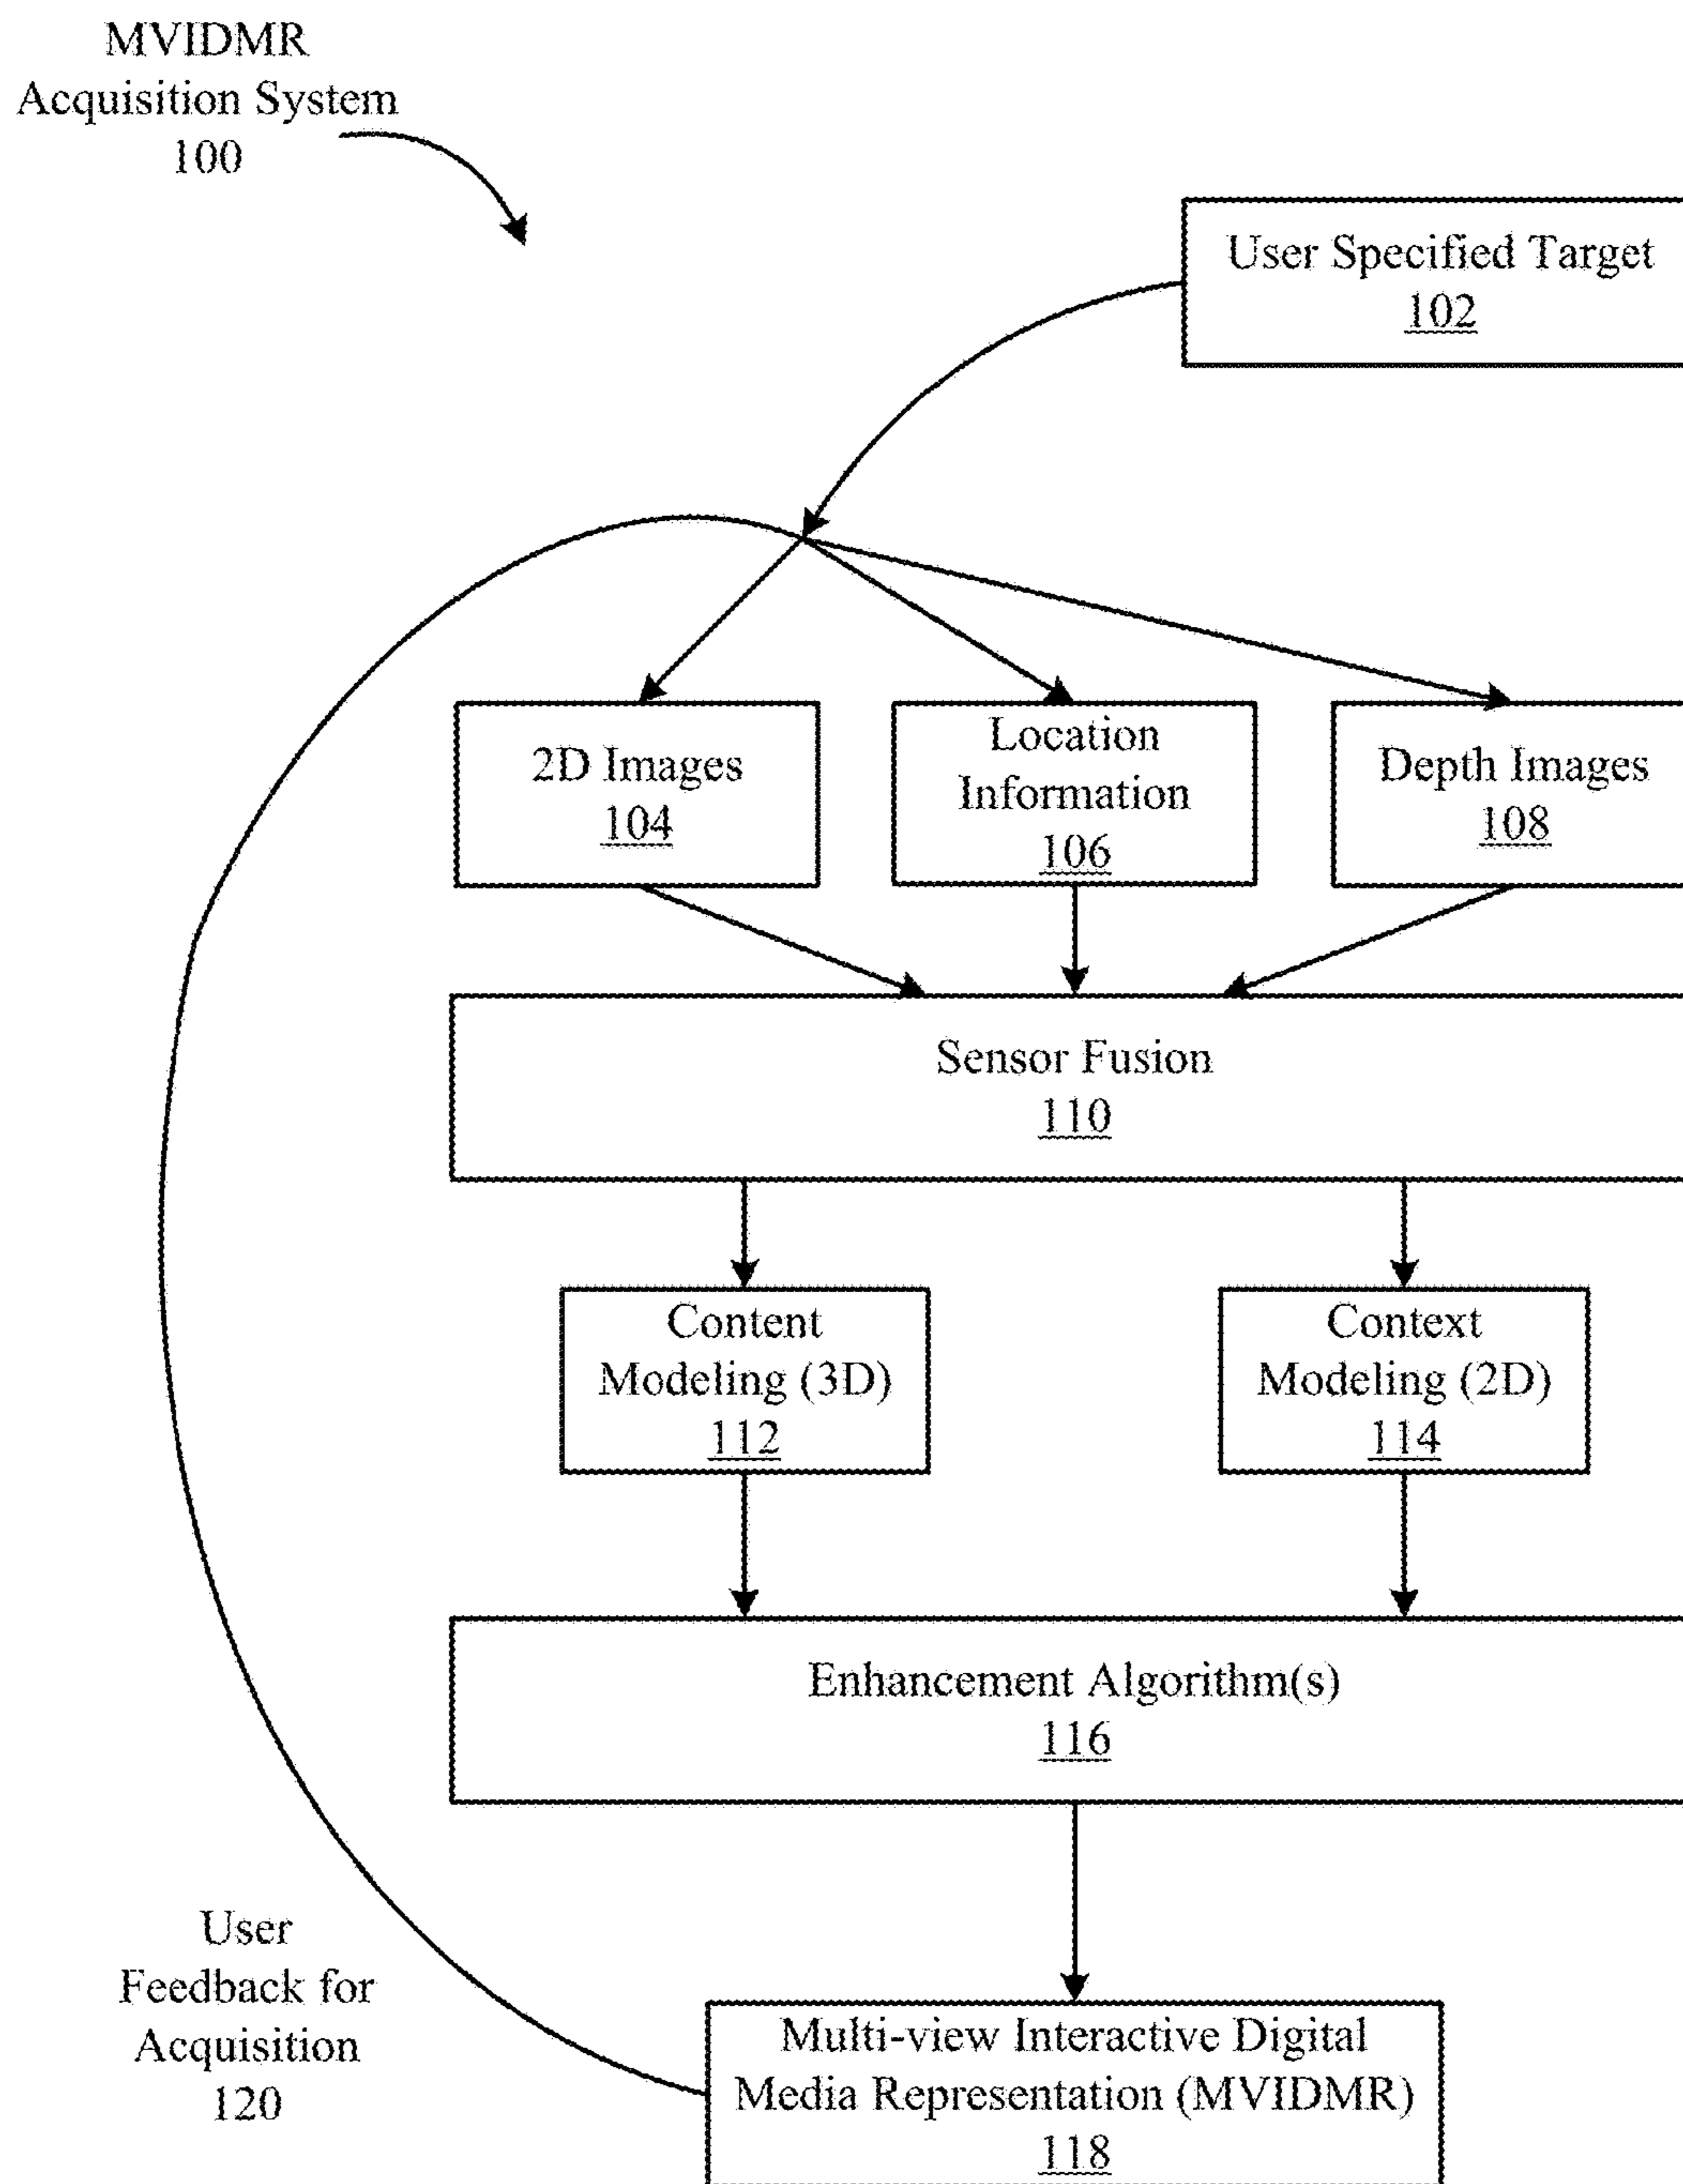 MVIDMR
Acquisition System
100
User Specified Target
102
2D Images
104
Location
Information
106
Depth Images
108
Sensor Fusion
110
Content
Modeling (3D)
112
Context
Modeling (2D)
114
Enhancement Algorithm(s)
116
User
Feedback for
Acquisition
120
Multi-view Interactive Digital
Media Representation (MVIDMR)
118